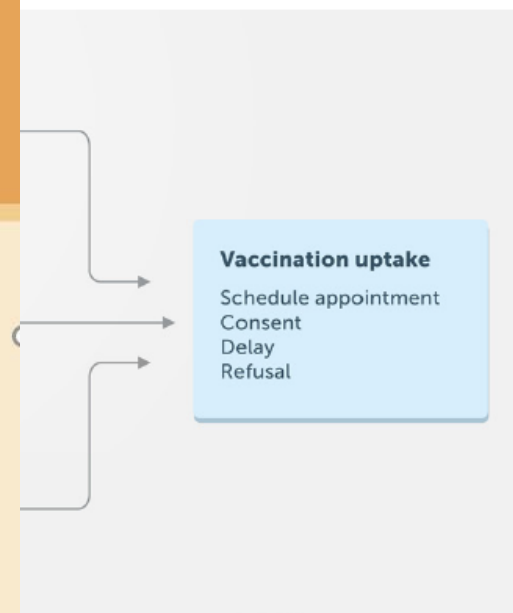 Vaccination uptake
Schedule appointment
Consent
Delay
Refusal